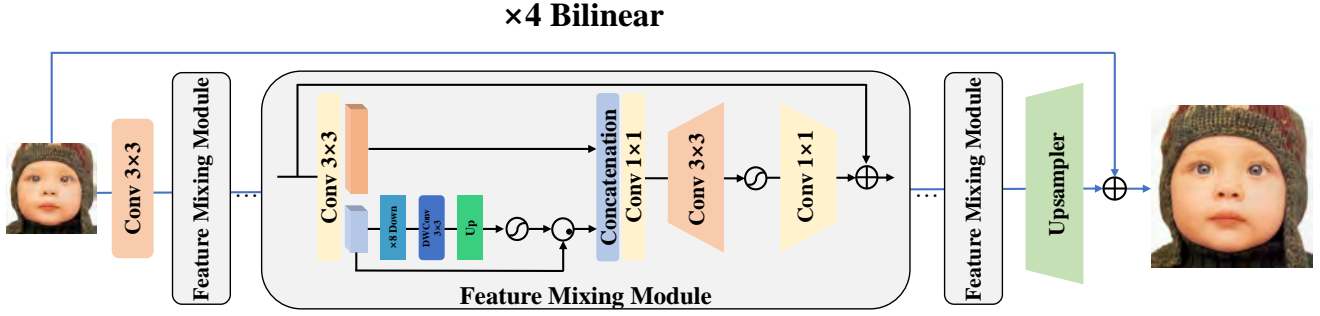 ×4 Bilinear
Conv 3×3
Feature Mixing Module
...
Conv 3×3
×8 Down
DWConv
3×3
Up
Concatenation
Conv 1×1
Conv 3×3
Conv 1×1
Feature Mixing Module
...
Feature Mixing Module
Upsampler